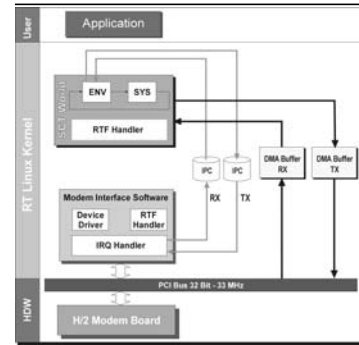 User
Application
RT Linux Kernel
SCT World
ENV
SYS
RTF Handler
IPC
IPC
DMA Buffer
RX
DMA Buffer
TX
RX
TX
Modem Interface Software
Device
Driver
RTF
Handler
IRQ Handler
PCI Bus 32 Bit - 33 MHz
HDW
H/2 Modem Board